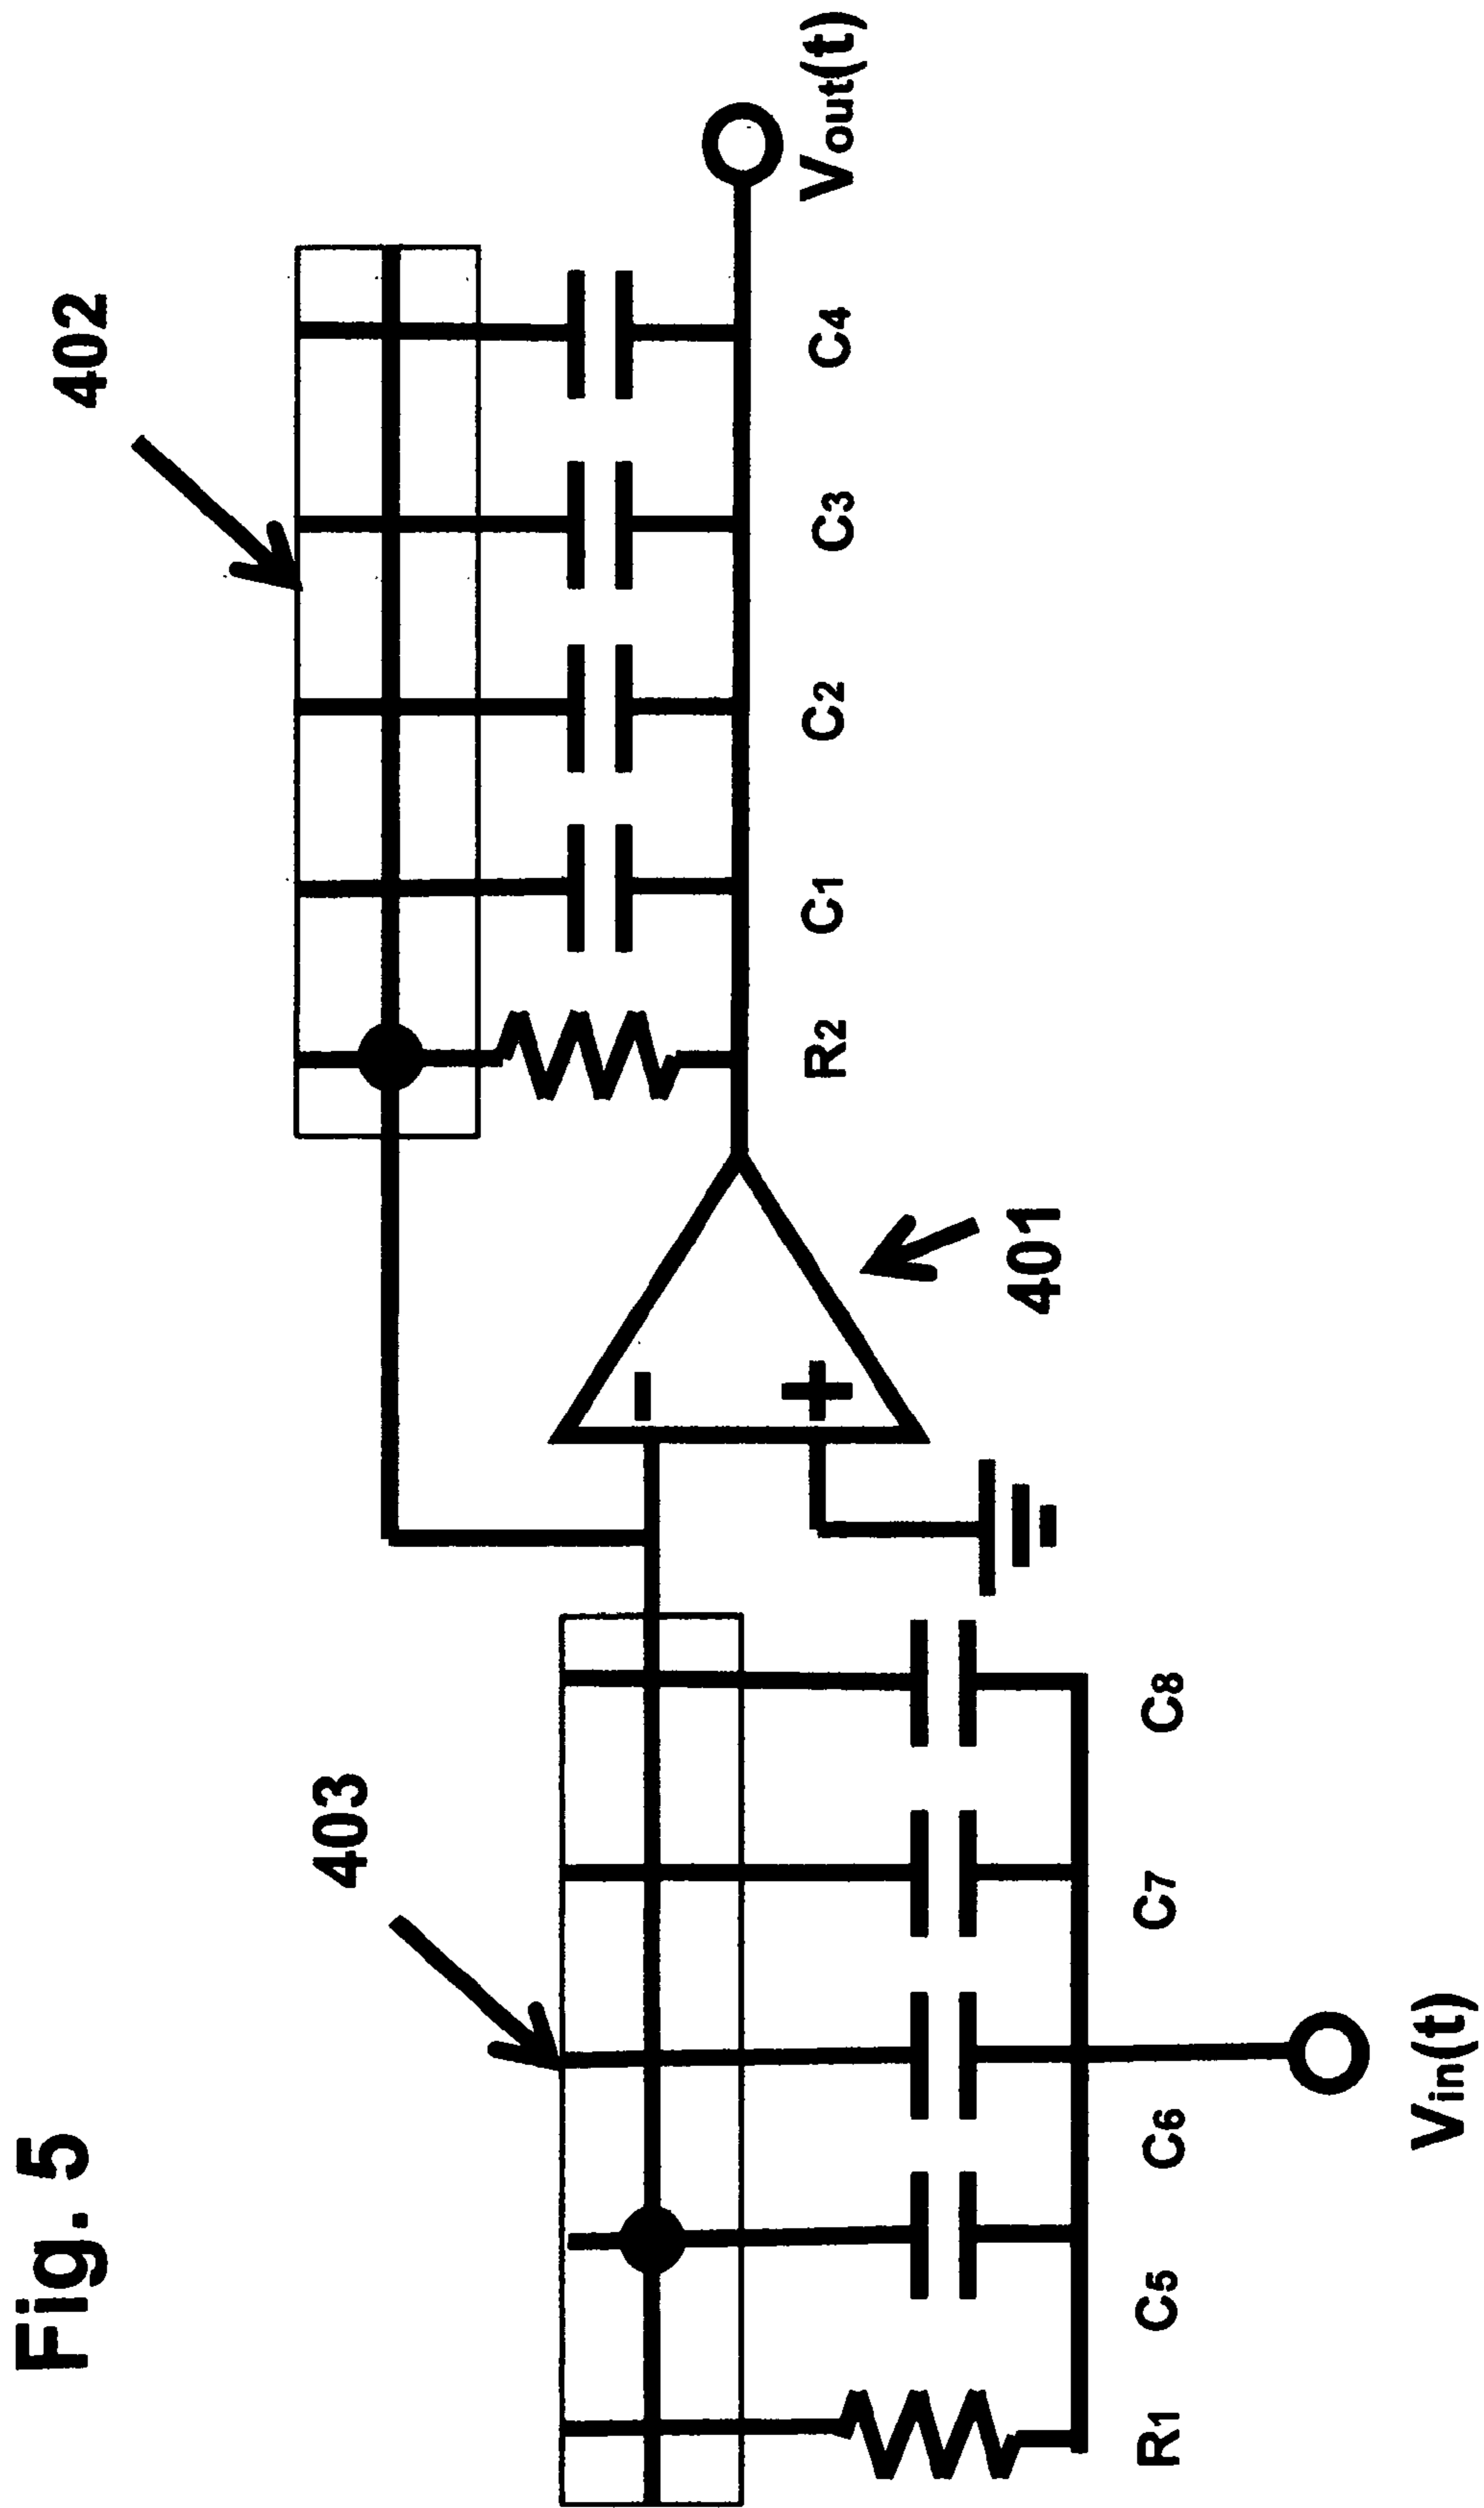 Fig. 5
402
403
R2
C1
C2
C3
C4
Vout(t)
-
+
401
R1
C5
C6
C7
C8
Vin(t)